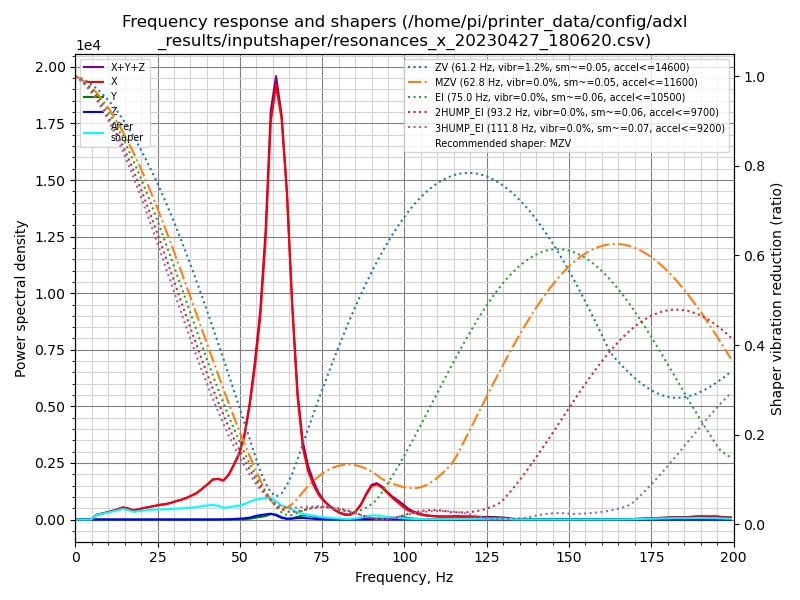 Frequency response and shapers (/home/pi/printer_data/config/adxl
_results/inputshaper/resonances_x_20230427_180620.csv)
1e4
X+Y+Z
X
Y
Z
After
shaper
ZV (61.2 Hz, vibr=1.2%, sm~=0.05, accel<=14600)
MZV (62.8 Hz, vibr=0.0%, sm~=0.05, accel<=11600)
EI (75.0 Hz, vibr=0.0%, sm~=0.06, accel<=10500)
2HUMP_EI (93.2 Hz, vibr=0.0%, sm~=0.06, accel<=9700)
3HUMP_EI (111.8 Hz, vibr=0.0%, sm~=0.07, accel<=9200)
Recommended shaper: MZV
2.00
1.75
1.50
1.25
1.00
0.75
0.50
0.25
0.00
Power spectral density
1.0
0.8
0.6
0.4
0.2
0.0
Shaper vibration reduction (ratio)
0 25 50 75 100 125 150 175 200
Frequency, Hz